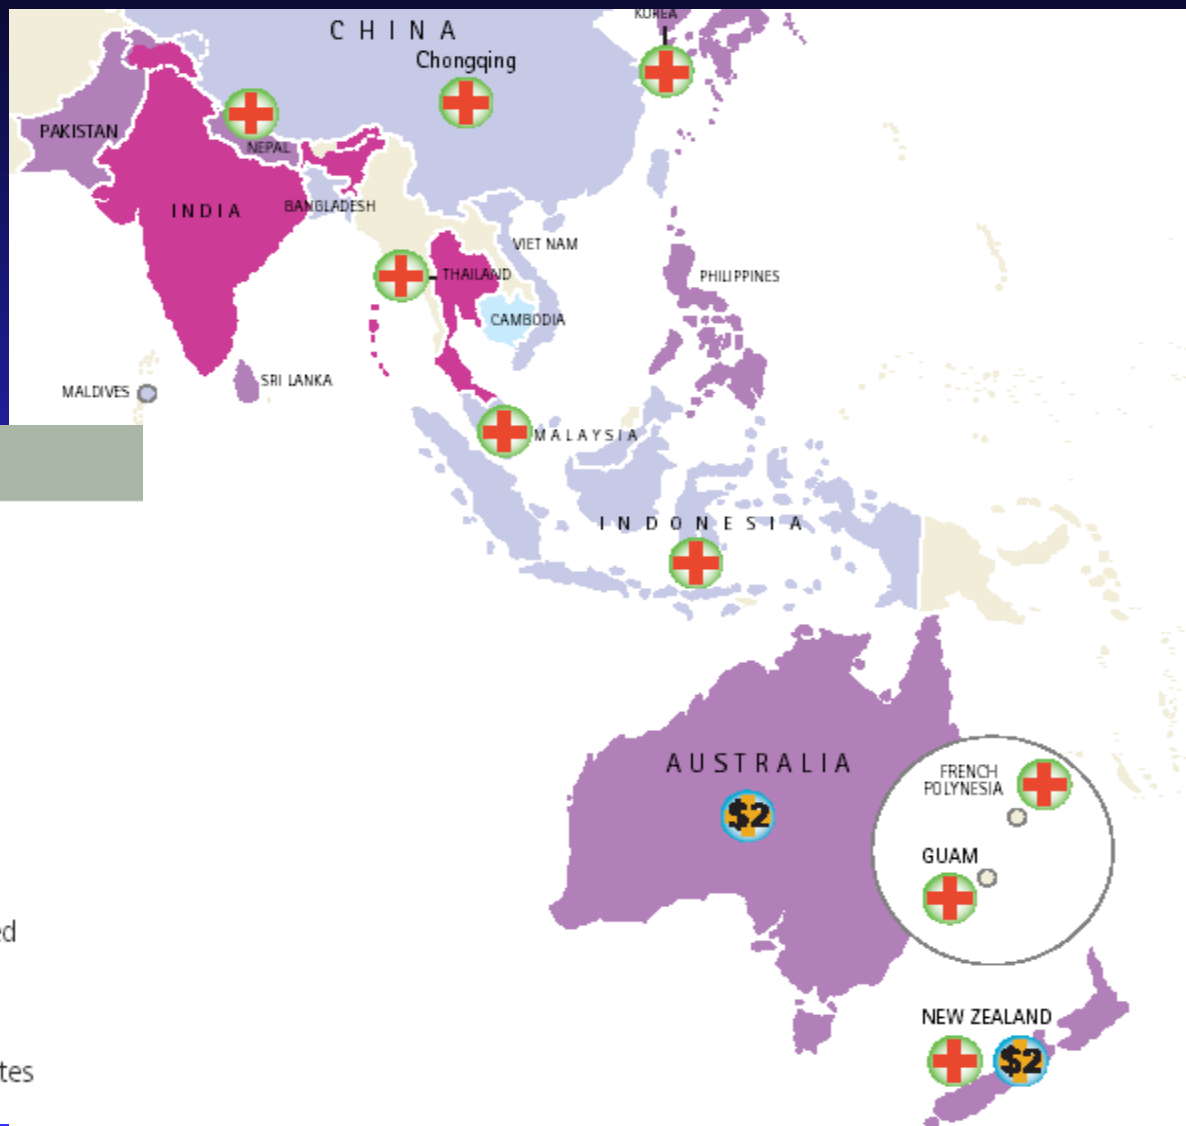 KOREA
CHINA
Chongqing
PAKISTAN
NEPAL
INDIA
BANGLADESH
VIET NAM
THAILAND
PHILIPPINES
CAMBODIA
SRI LANKA
MALDIVES
MALAYSIA
INDONESIA
AUSTRALIA
$2
FRENCH
POLYNESIA
GUAM
ed
NEW ZEALAND
$2
tes